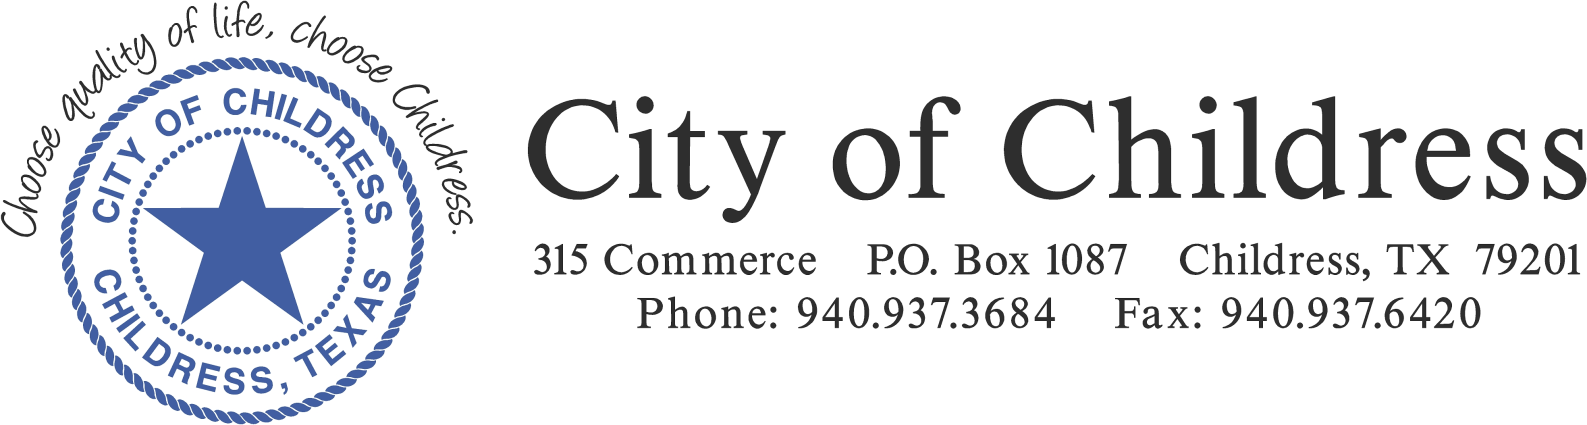 Choose quality of life, choose Childress.
CITY OF CHILDRESS
CHILDRESS, TEXAS
City of Childress
315 Commerce P.O. Box 1087 Childress, TX 79201
Phone: 940.937.3684 Fax: 940.937.6420